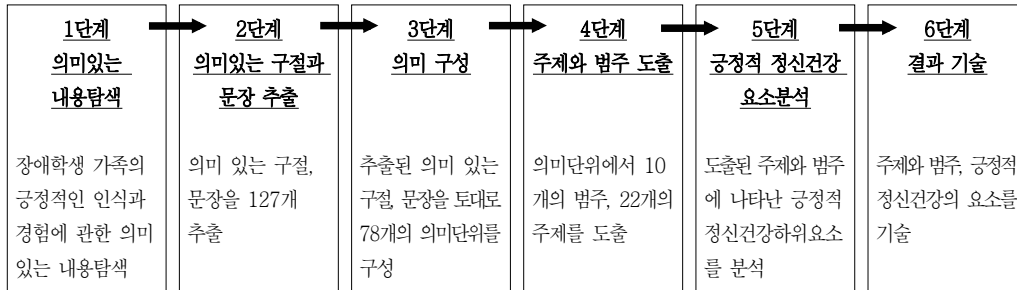 1단계
의미있는
내용탐색
장애학생 가족의
긍정적인 인식과
경험에 관한 의미
있는 내용탐색
2단계
의미있는 구절과
문장 추출
의미 있는 구절,
문장을 127개
추출
3단계
의미 구성
추출된 의미 있는
구절, 문장을 토대로
78개의 의미단위를
구성
4단계
주제와 범주 도출
의미단위에서 10
개의 범주, 22개의
주제를 도출
5단계
긍정적 정신건강
요소분석
도출된 주제와 범주
에 나타난 긍정적
정신건강하위요소
를 분석
6단계
결과 기술
주제와 범주, 긍정적
정신건강의 요소를
기술